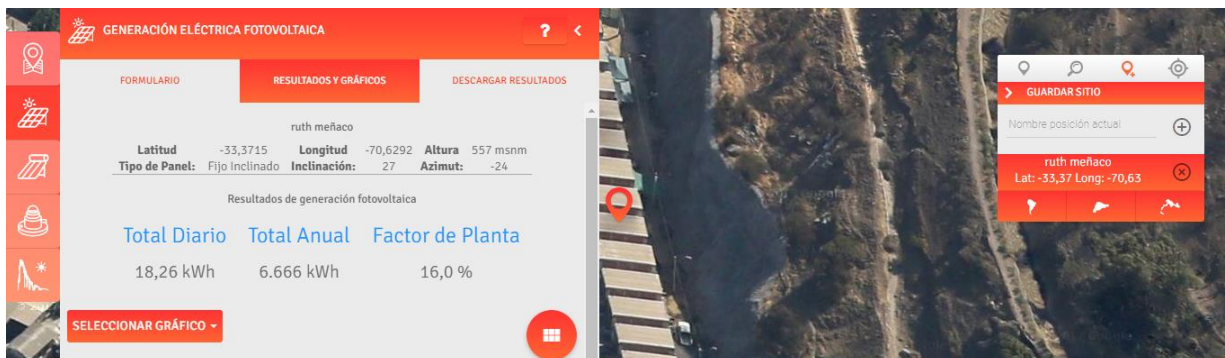 GENERACIÓN ELÉCTRICA FOTOVOLTAICA
?
FORMULARIO RESULTADOS Y GRÁFICOS DESCARGAR RESULTADOS
ruth meñaco
Latitud -33,3715 Longitud -70,6292 Altura 557 msnm
Tipo de Panel: Fijo Inclinado Inclinación: 27 Azimut: -24
Resultados de generación fotovoltaica
Total Diario Total Anual Factor de Planta
18,26 kWh 6.666 kWh 16,0 %
SELECCIONAR GRÁFICO
GUARDAR SITIO
Nombre posición actual
ruth meñaco
Lat: -33,37 Long: -70,63